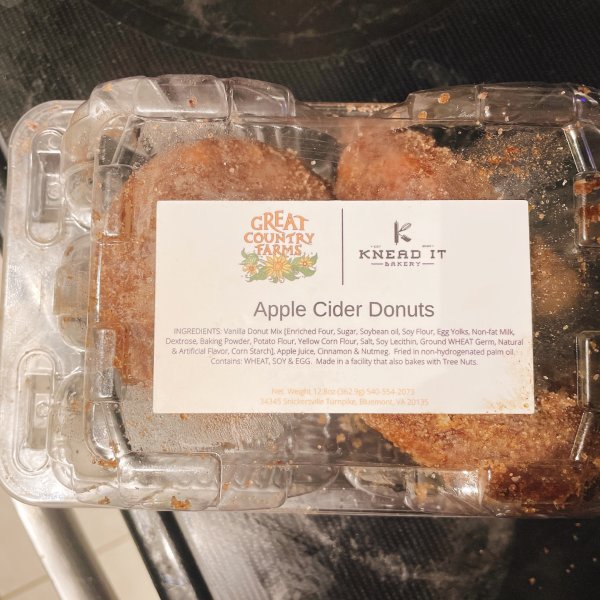 GREAT
COUNTRY
FARMS
K
KNEAD IT
BAKERY
Apple Cider Donuts
INGREDIENTS: Vanilla Donut Mix [Enriched Four, Sugar, Soybean oil, Soy Flour, Egg Yolks, Non-fat Milk,
Dextrose, Baking Powder, Potato Flour, Yellow Corn Flour, Salt, Soy Lecithin, Ground WHEAT Germ, Natural
& Artificial Flavor, Corn Starch], Apple Juice, Cinnamon & Nutmeg. Fried in non-hydrogenated palm oil.
Contains: WHEAT, SOY & EGG. Made in a facility that also bakes with Tree Nuts.
Net. Weight 12.8oz (362.9g) 540-554-2073
34345 Snickersville Turnpike, Bluemont, VA 20135